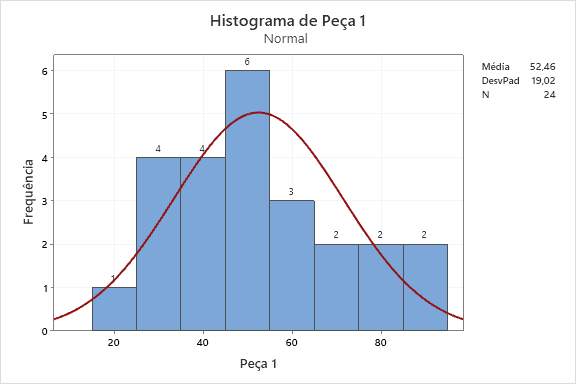 Histograma de Peça 1
Normal
Média 52,46
DesvPad 19,02
N 24
Frequência
6
5
4
3
2
1
0
1
4
4
6
3
2
2
2
20 40 60 80
Peça 1